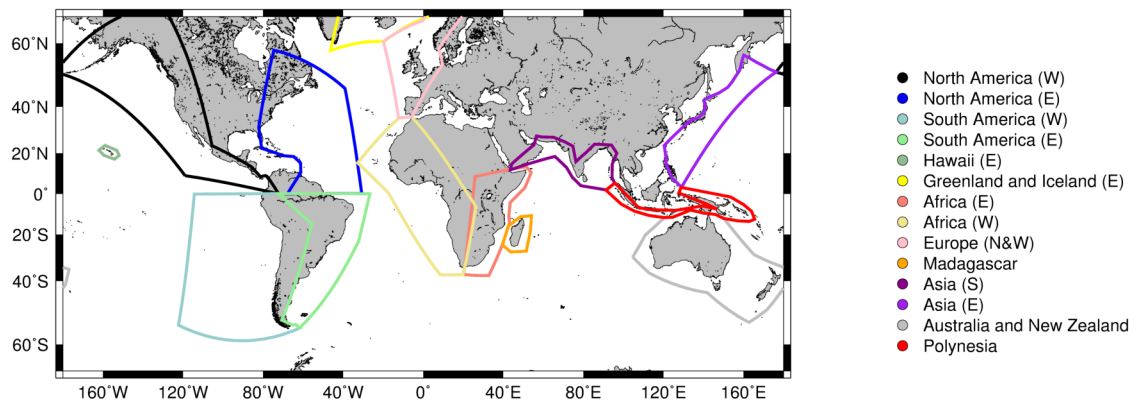 60°N
40°N
20°N
0°
20°S
40°S
60°S
160°W
120°W
80°W
40°W
0°
40°E
80°E
120°E
160°E
North America (W)
North America (E)
South America (W)
South America (E)
Hawaii (E)
Greenland and Iceland (E)
Africa (E)
Africa (W)
Europe (N&W)
Madagascar
Asia (S)
Asia (E)
Australia and New Zealand
Polynesia